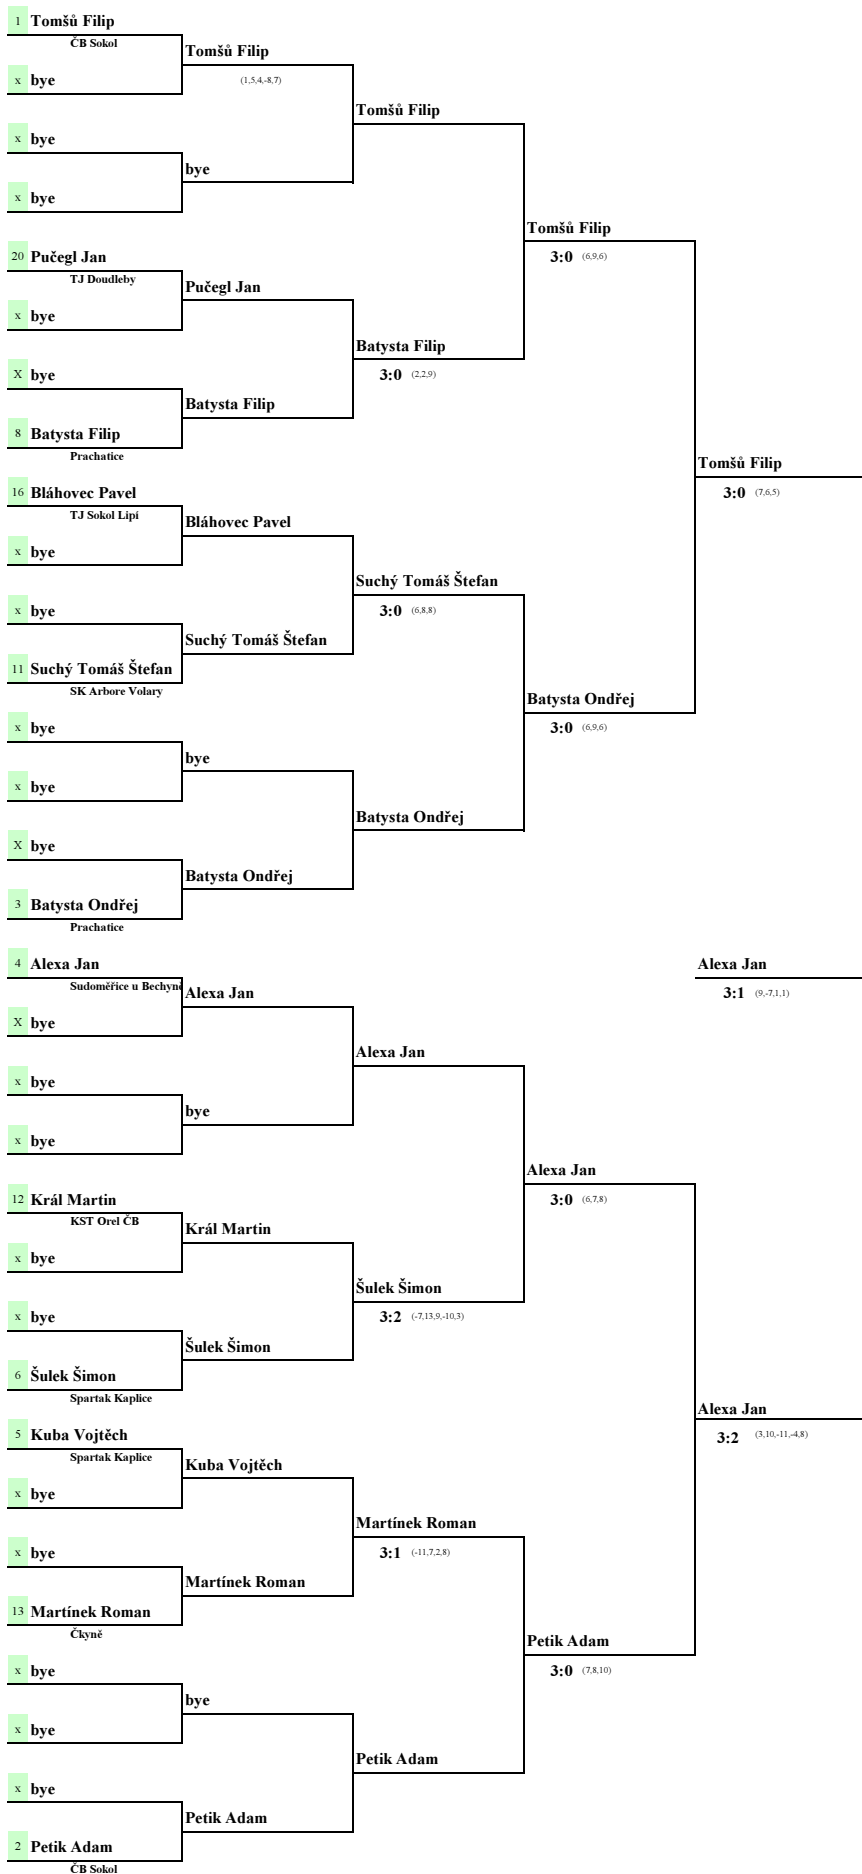 1 Tomšů Filip
ČB Sokol
Tomšů Filip
x bye
(1,5,4,-8,7)
Tomšů Filip
x bye
bye
x bye
Tomšů Filip
20 Pučegl Jan
3:0 (6,9,6)
TJ Doudleby
Pučegl Jan
x bye
Batysta Filip
X bye
3:0 (2,2,9)
Batysta Filip
8 Batysta Filip
Prachatice
Tomšů Filip
16 Bláhovec Pavel
3:0 (7,6,5)
TJ Sokol Lipí
Bláhovec Pavel
x bye
Suchý Tomáš Štefan
x bye
3:0 (6,8,8)
Suchý Tomáš Štefan
11 Suchý Tomáš Štefan
SK Arbore Volary
Batysta Ondřej
x bye
3:0 (6,9,6)
bye
x bye
Batysta Ondřej
X bye
Batysta Ondřej
3 Batysta Ondřej
Prachatice
4 Alexa Jan
Alexa Jan
Sudoměřice u Bechyně
Alexa Jan
3:1 (9,-7,1,1)
X bye
Alexa Jan
x bye
bye
x bye
Alexa Jan
12 Král Martin
3:0 (6,7,8)
KST Orel ČB
Král Martin
x bye
Šulek Šimon
x bye
3:2 (-7,13,9,-10,3)
Šulek Šimon
6 Šulek Šimon
Spartak Kaplice
Alexa Jan
5 Kuba Vojtěch
3:2 (3,10,-11,-4,8)
Spartak Kaplice
Kuba Vojtěch
x bye
Martínek Roman
x bye
3:1 (-11,7,2,8)
Martínek Roman
13 Martínek Roman
Čkyně
Petik Adam
x bye
3:0 (7,8,10)
bye
x bye
Petik Adam
x bye
Petik Adam
2 Petik Adam
ČB Sokol